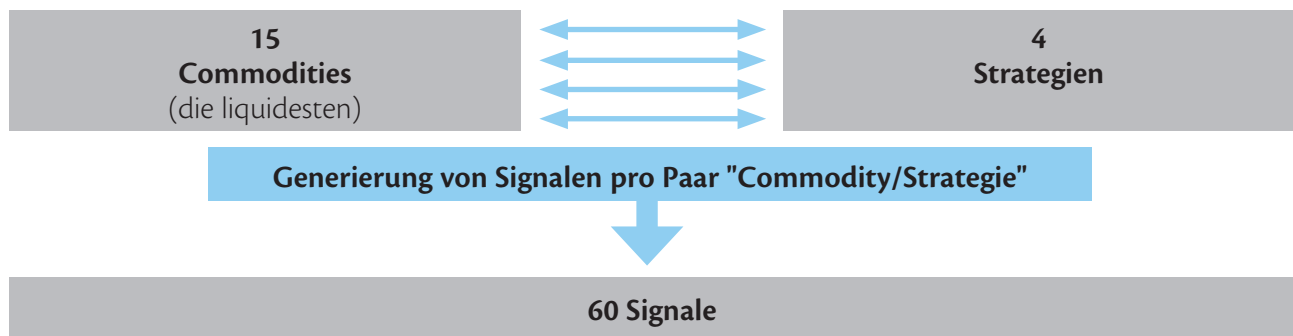 15
Commodities
(die liquidesten)
4
Strategien
Generierung von Signalen pro Paar "Commodity/Strategie"
60 Signale